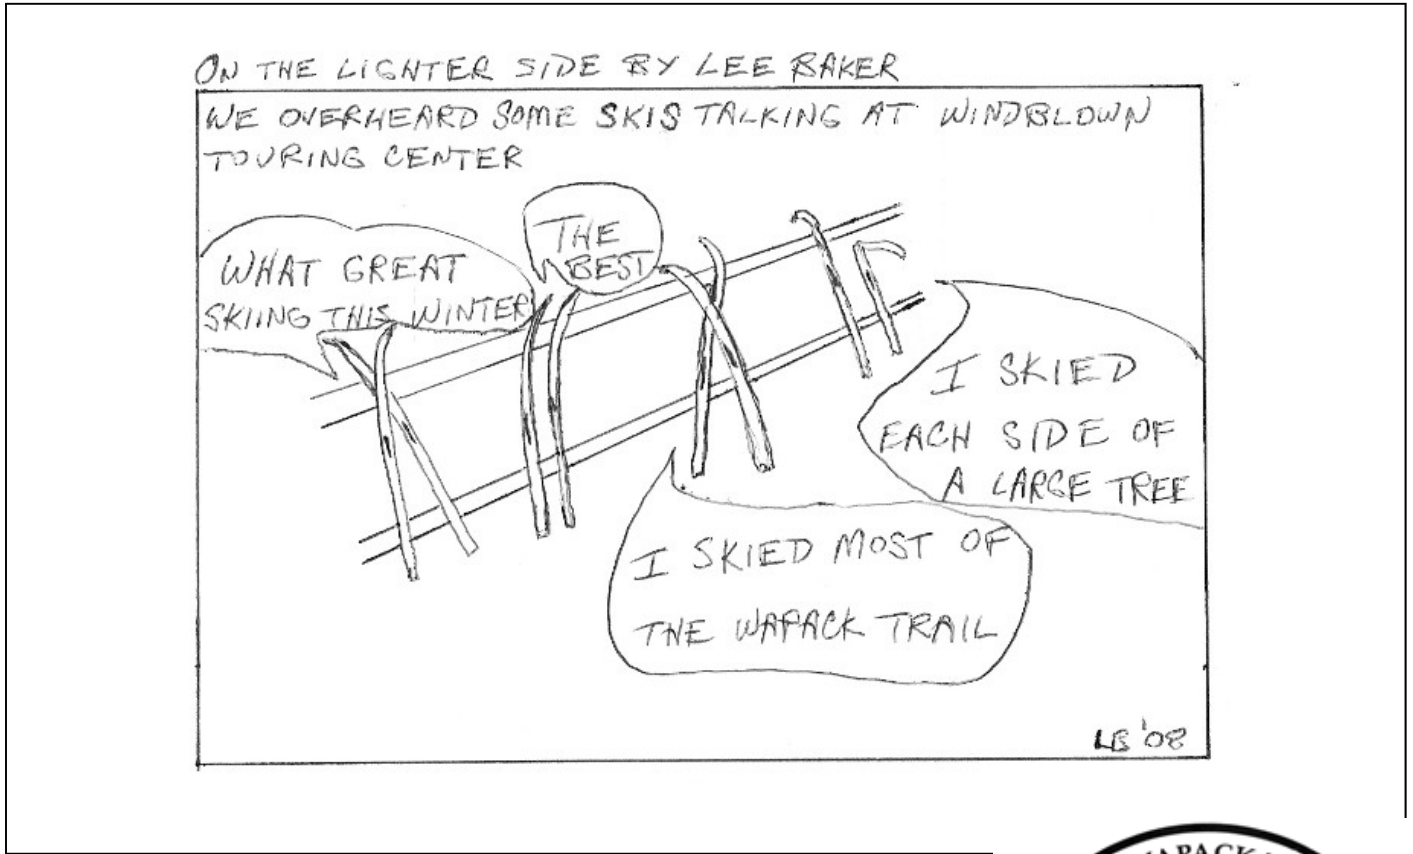 ON THE LIGHTER SIDE BY LEE BAKER
WE OVERHEARD SOME SKIS TALKING AT WINDBLOWN
TOURING CENTER
WHAT GREAT
SKIING THIS WINTER
THE
BEST
I SKIED
EACH SIDE OF
A LARGE TREE
I SKIED MOST OF
THE WAPACK TRAIL
LB '08